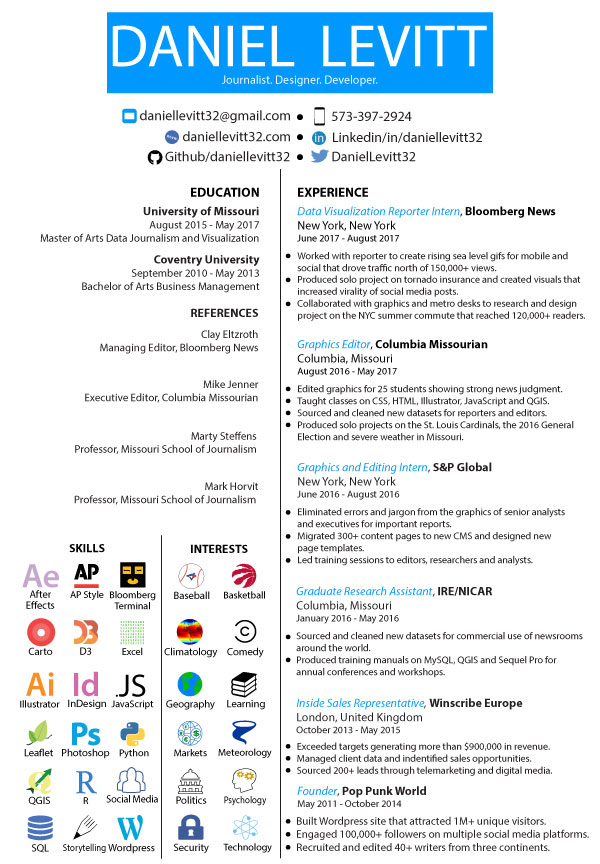 DANIEL LEVITT
Journalist. Designer. Developer.
daniellevitt32@gmail.com ● 573-397-2924
daniellevitt32.com ● in Linkedin/in/daniellevitt32
Github/daniellevitt32 ● DanielLevitt32
EDUCATION
University of Missouri
August 2015 - May 2017
Master of Arts Data Journalism and Visualization
Coventry University
September 2010 - May 2013
Bachelor of Arts Business Management
REFERENCES
Clay Eltzroth
Managing Editor, Bloomberg News
Mike Jenner
Executive Editor, Columbia Missourian
Marty Steffens
Professor, Missouri School of Journalism
Mark Horvit
Professor, Missouri School of Journalism
SKILLS
Ae AP
After Effects
AP Style
Bloomberg Terminal
D3
Carto
D3
Excel
Ai Id .JS
Illustrator
InDesign
JavaScript
Ps
Leaflet
Photoshop
Python
R
QGIS
R
Social Media
SQL
Storytelling
Wordpress
INTERESTS
Baseball
Basketball
Climatology
Comedy
Geography
Learning
Markets
Meteorology
Politics
Psychology
Security
Technology
EXPERIENCE
Data Visualization Reporter Intern, Bloomberg News
New York, New York
June 2017 - August 2017
● Worked with reporter to create rising sea level gifs for mobile and
social that drove traffic north of 150,000+ views.
● Produced solo project on tornado insurance and created visuals that
increased virality of social media posts.
● Collaborated with graphics and metro desks to research and design
project on the NYC summer commute that reached 120,000+ readers.
Graphics Editor, Columbia Missourian
Columbia, Missouri
August 2016 - May 2017
● Edited graphics for 25 students showing strong news judgment.
● Taught classes on CSS, HTML, Illustrator, JavaScript and QGIS.
● Sourced and cleaned new datasets for reporters and editors.
● Produced solo projects on the St. Louis Cardinals, the 2016 General
Election and severe weather in Missouri.
Graphics and Editing Intern, S&P Global
New York, New York
June 2016 - August 2016
● Eliminated errors and jargon from the graphics of senior analysts
and executives for important reports.
● Migrated 300+ content pages to new CMS and designed new
page templates.
● Led training sessions to editors, researchers and analysts.
Graduate Research Assistant, IRE/NICAR
Columbia, Missouri
January 2016 - May 2016
● Sourced and cleaned new datasets for commercial use of newsrooms
around the world.
● Produced training manuals on MySQL, QGIS and Sequel Pro for
annual conferences and workshops.
Inside Sales Representative, Winscribe Europe
London, United Kingdom
October 2013 - May 2015
● Exceeded targets generating more than $900,000 in revenue.
● Managed client data and indentified sales opportunities.
● Sourced 200+ leads through telemarketing and digital media.
Founder, Pop Punk World
May 2011 - October 2014
● Built Wordpress site that attracted 1M+ unique visitors.
● Engaged 100,000+ followers on multiple social media platforms.
● Recruited and edited 40+ writers from three continents.